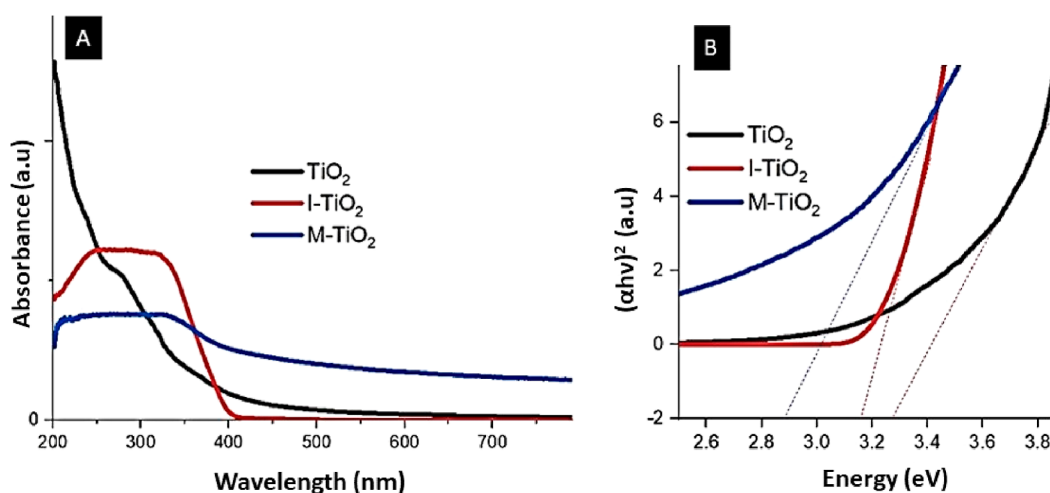 A
Absorbance (a.u)
0
TiO₂
I-TiO₂
M-TiO₂
200 300 400 500 600 700
Wavelength (nm)
B
(αhν)² (a.u)
6
4
2
0
-2
TiO₂
I-TiO₂
M-TiO₂
2.6 2.8 3.0 3.2 3.4 3.6 3.8
Energy (eV)